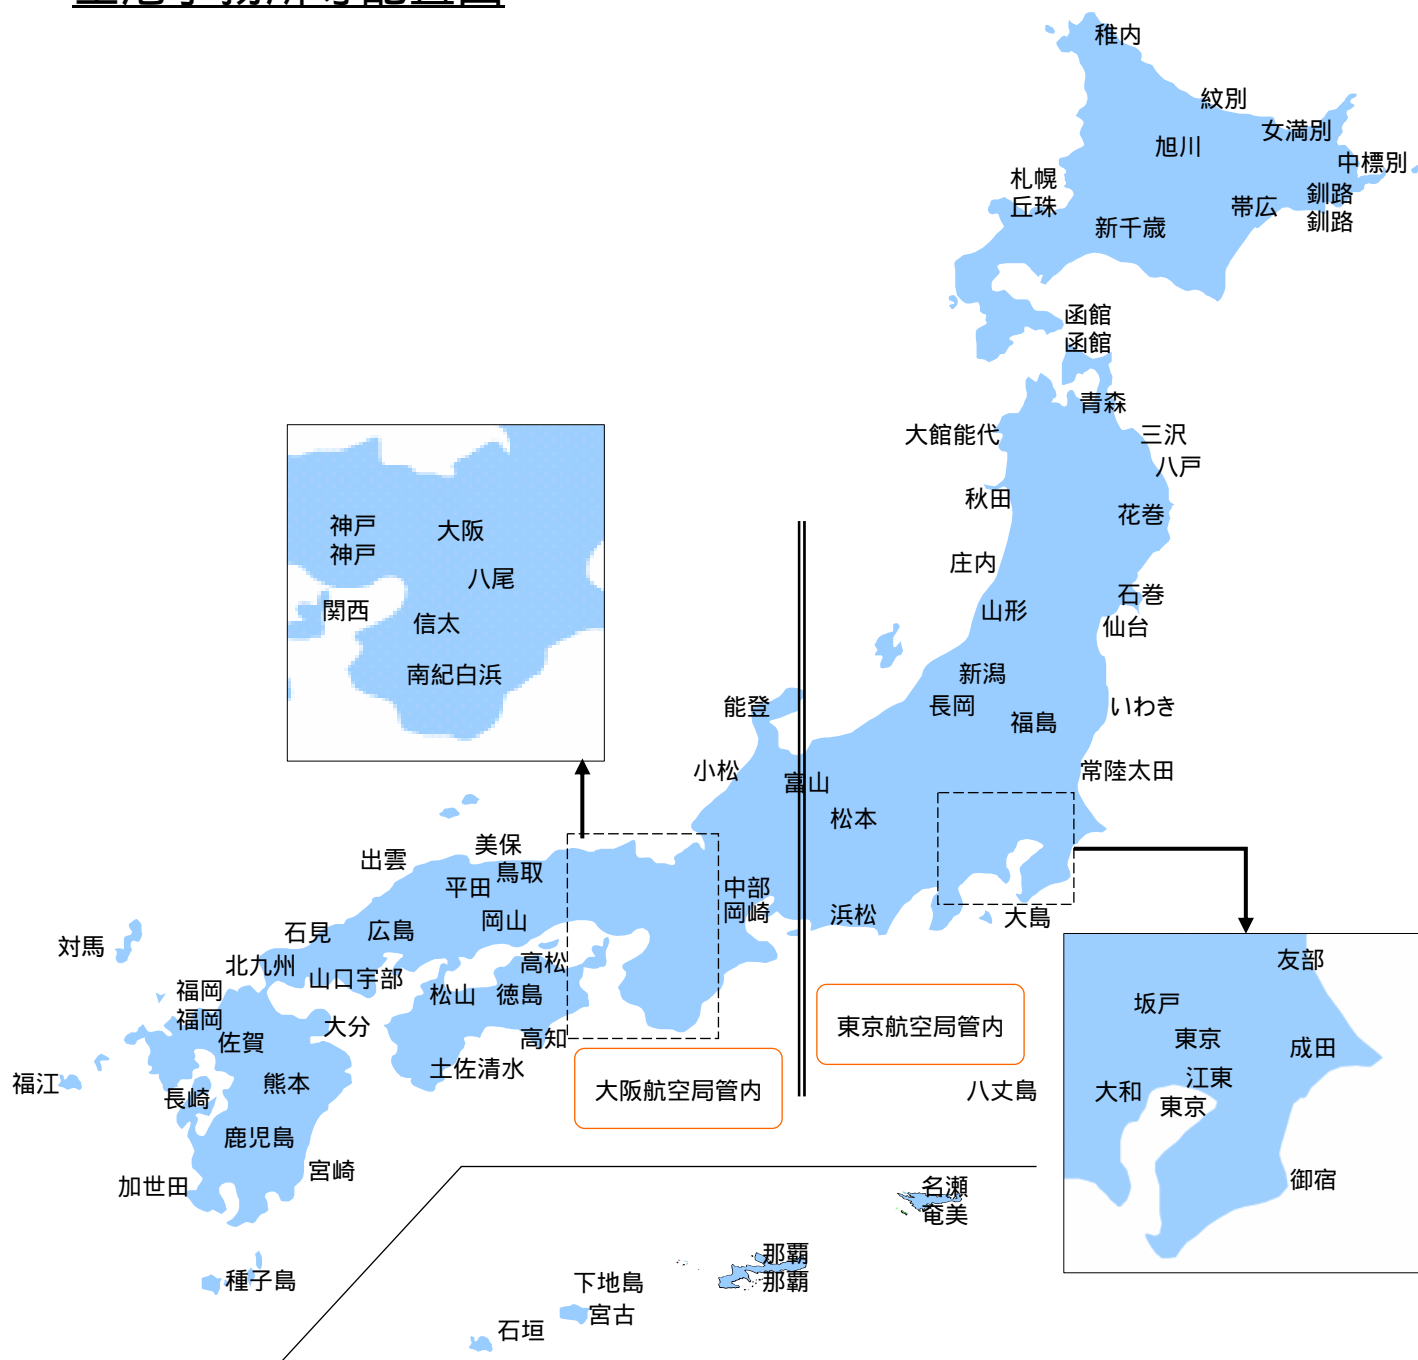 稚内
紋別
女満別
旭川
中標別
札幌
丘珠
釧路
釧路
帯広
新千歳
函館
函館
青森
大館能代
三沢
八戸
秋田
花巻
庄内
石巻
山形
仙台
新潟
長岡
福島
いわき
能登
小松
富山
常陸太田
松本
神戸
神戸
大阪
八尾
関西
信太
南紀白浜
美保
出雲
鳥取
平田
中部
岡崎
浜松
大島
岡山
広島
石見
対馬
北九州
山口宇部
高松
松山
徳島
福岡
福岡
大分
佐賀
高知
土佐清水
福江
長崎
熊本
鹿児島
加世田
宮崎
種子島
大阪航空局管内
東京航空局管内
八丈島
友部
坂戸
東京
成田
江東
大和
東京
御宿
名瀬
奄美
那覇
那覇
下地島
宮古
石垣